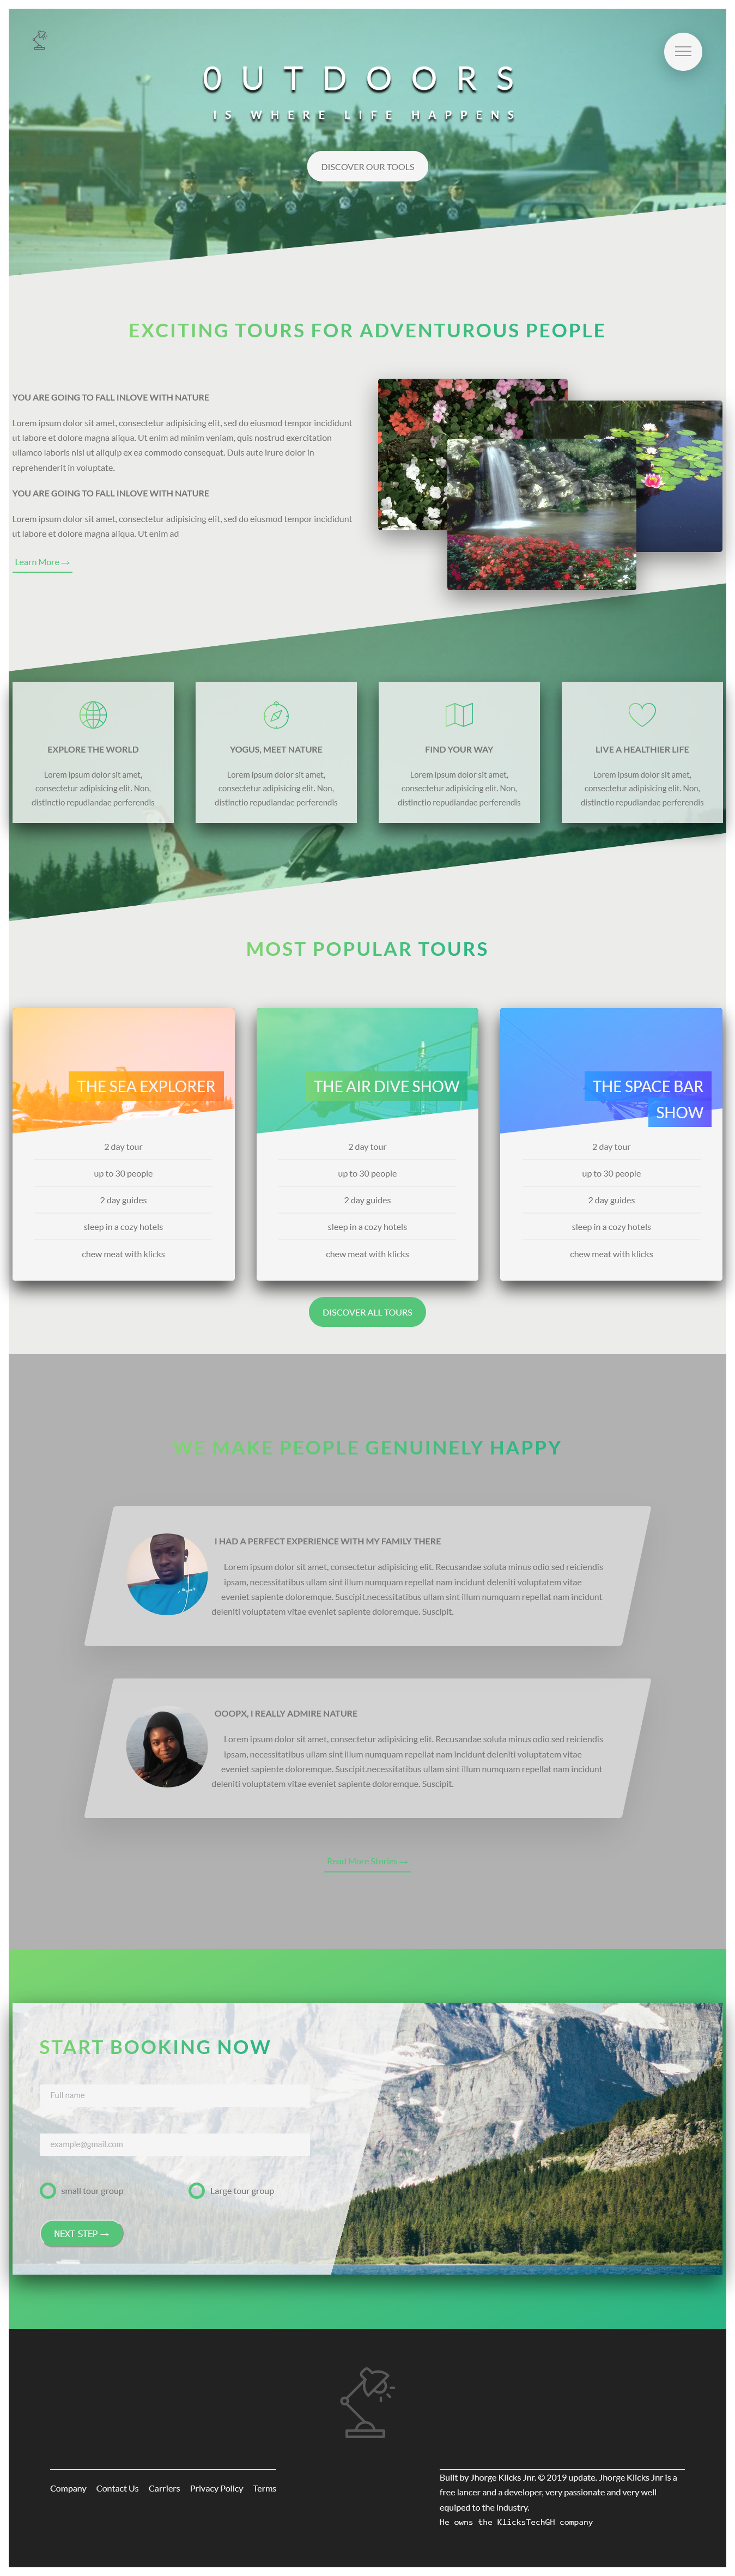 0UTDOORS
IS WHERE LIFE HAPPENS
DISCOVER OUR TOOLS
EXCITING TOURS FOR ADVENTUROUS PEOPLE
YOU ARE GOING TO FALL INLOVE WITH NATURE
Lorem ipsum dolor sit amet, consectetur adipisicing elit, sed do eiusmod tempor incididunt
ut labore et dolore magna aliqua. Ut enim ad minim veniam, quis nostrud exercitation
ullamco laboris nisi ut aliquip ex ea commodo consequat. Duis aute irure dolor in
reprehenderit in voluptate.
YOU ARE GOING TO FALL INLOVE WITH NATURE
Lorem ipsum dolor sit amet, consectetur adipisicing elit, sed do eiusmod tempor incididunt
ut labore et dolore magna aliqua. Ut enim ad
Learn More →
EXPLORE THE WORLD
Lorem ipsum dolor sit amet,
consectetur adipisicing elit. Non,
distinctio repudiandae perferendis
YOGUS, MEET NATURE
Lorem ipsum dolor sit amet,
consectetur adipisicing elit. Non,
distinctio repudiandae perferendis
FIND YOUR WAY
Lorem ipsum dolor sit amet,
consectetur adipisicing elit. Non,
distinctio repudiandae perferendis
LIVE A HEALTHIER LIFE
Lorem ipsum dolor sit amet,
consectetur adipisicing elit. Non,
distinctio repudiandae perferendis
MOST POPULAR TOURS
THE SEA EXPLORER
2 day tour
up to 30 people
2 day guides
sleep in a cozy hotels
chew meat with klicks
THE AIR DIVE SHOW
2 day tour
up to 30 people
2 day guides
sleep in a cozy hotels
chew meat with klicks
THE SPACE BAR
SHOW
2 day tour
up to 30 people
2 day guides
sleep in a cozy hotels
chew meat with klicks
DISCOVER ALL TOURS
WE MAKE PEOPLE GENUINELY HAPPY
I HAD A PERFECT EXPERIENCE WITH MY FAMILY THERE
Lorem ipsum dolor sit amet, consectetur adipisicing elit. Recusandae soluta minus odio sed reiciendis
ipsam, necessitatibus ullam sint illum numquam repellat nam incidunt deleniti voluptatem vitae
eveniet sapiente doloremque. Suscipit.necessitatibus ullam sint illum numquam repellat nam incidunt
deleniti voluptatem vitae eveniet sapiente doloremque. Suscipit.
OOOPX, I REALLY ADMIRE NATURE
Lorem ipsum dolor sit amet, consectetur adipisicing elit. Recusandae soluta minus odio sed reiciendis
ipsam, necessitatibus ullam sint illum numquam repellat nam incidunt deleniti voluptatem vitae
eveniet sapiente doloremque. Suscipit.necessitatibus ullam sint illum numquam repellat nam incidunt
deleniti voluptatem vitae eveniet sapiente doloremque. Suscipit.
Read More Stories →
START BOOKING NOW
Full name
example@gmail.com
small tour group
Large tour group
NEXT STEP →
Company Contact Us Carriers Privacy Policy Terms
Built by Jhorge Klicks Jnr. © 2019 update. Jhorge Klicks Jnr is a
free lancer and a developer, very passionate and very well
equiped to the industry.
He owns the KlicksTechGH company